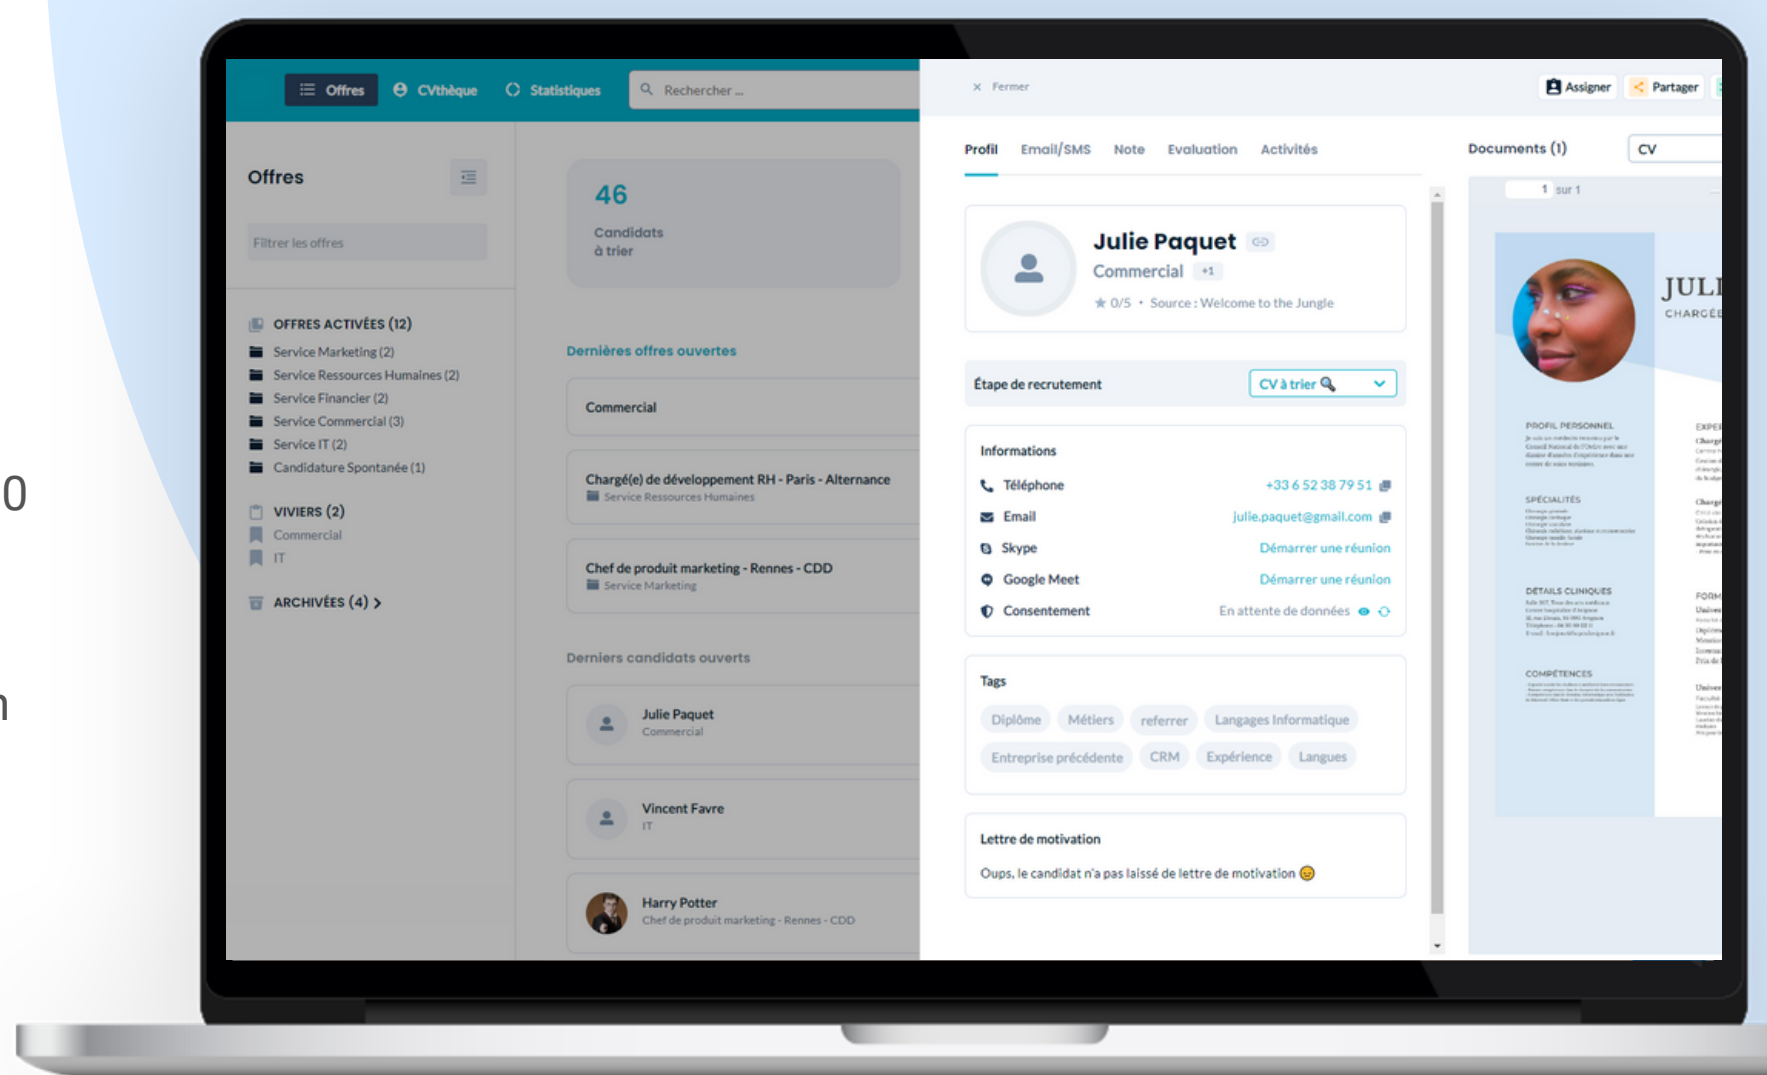 0
n
Offres
CVthèque
Statistiques
Rechercher ...
Offres
Filtrer les offres
OFFRES ACTIVÉES (12)
Service Marketing (2)
Service Ressources Humaines (2)
Service Financier (2)
Service Commercial (3)
Service IT (2)
Candidature Spontanée (1)
VIVIERS (2)
Commercial
IT
ARCHIVÉES (4) >
46
Candidats
à trier
Dernières offres ouvertes
Commercial
Chargé(e) de développement RH - Paris - Alternance
Service Ressources Humaines
Chef de produit marketing - Rennes - CDD
Service Marketing
Derniers candidats ouverts
Julie Paquet
Commercial
Vincent Favre
IT
Harry Potter
Chef de produit marketing - Rennes - CDD
× Fermer
Assigner
Partager
Profil
Email/SMS
Note
Evaluation
Activités
Julie Paquet
Commercial +1
★ 0/5 • Source : Welcome to the Jungle
Étape de recrutement
CV à trier 🔍
Informations
Téléphone
+33 6 52 38 79 51
Email
julie.paquet@gmail.com
Skype
Démarrer une réunion
Google Meet
Démarrer une réunion
Consentement
En attente de données
Tags
Diplôme
Métiers
referrer
Langages Informatique
Entreprise précédente
CRM
Expérience
Langues
Lettre de motivation
Oups, le candidat n'a pas laissé de lettre de motivation
Documents (1)
CV
1 sur 1
JULI
CHARGÉE
PROFIL PERSONNEL
SPÉCIALITÉS
DÉTAILS CLINIQUES
COMPÉTENCES
EXPER
FORM